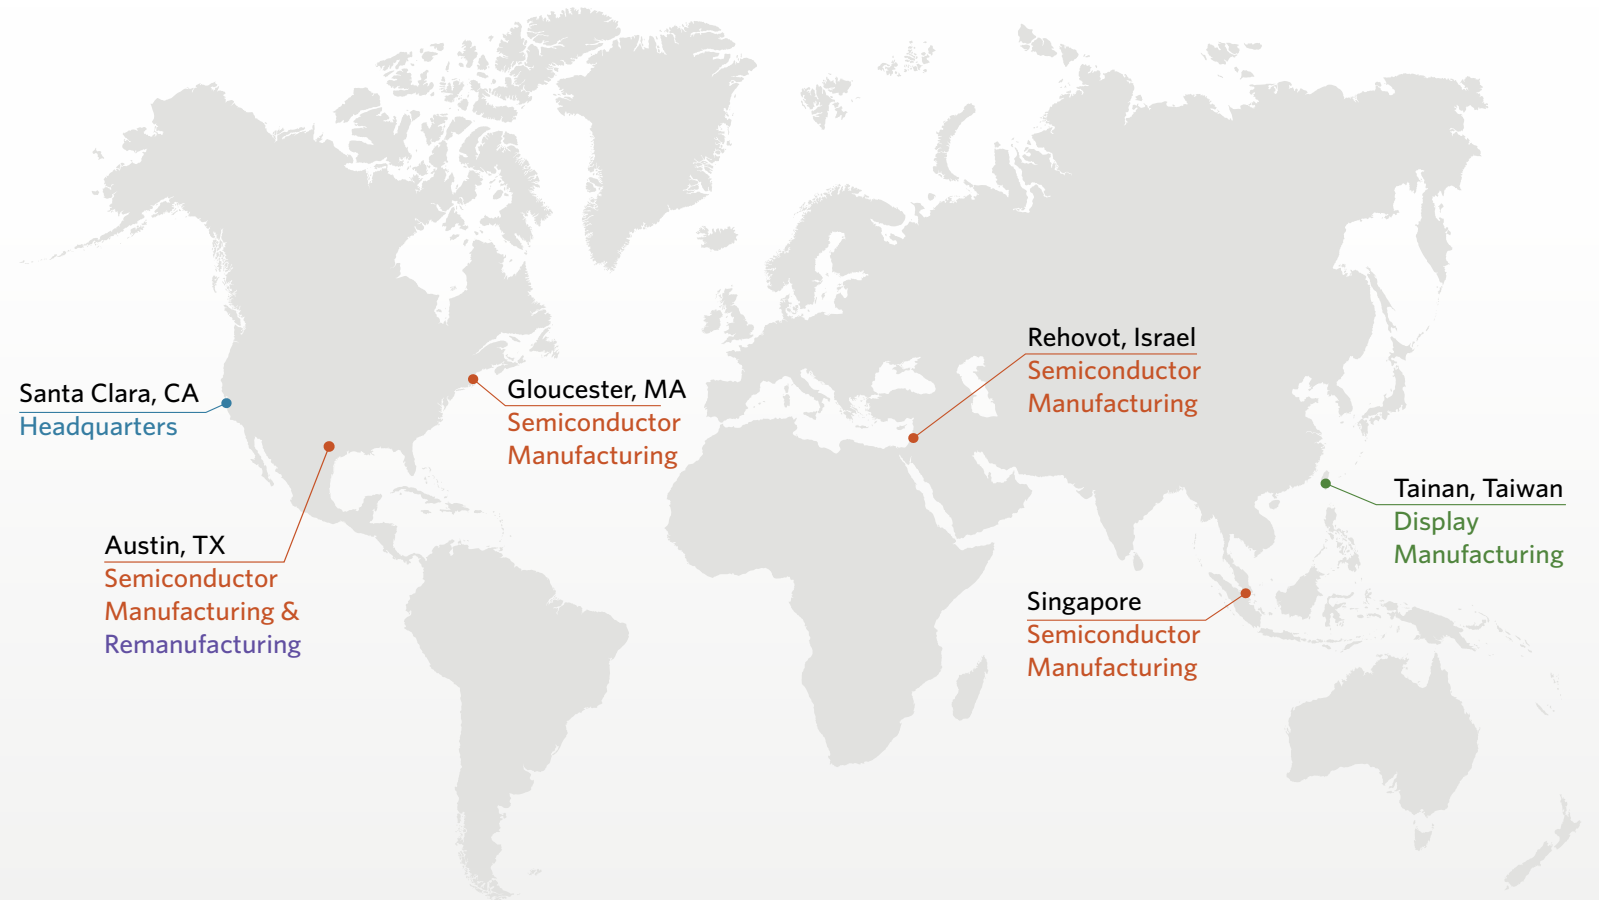 Santa Clara, CA
Headquarters
Austin, TX
Semiconductor
Manufacturing &
Remanufacturing
Gloucester, MA
Semiconductor
Manufacturing
Rehovot, Israel
Semiconductor
Manufacturing
Singapore
Semiconductor
Manufacturing
Tainan, Taiwan
Display
Manufacturing